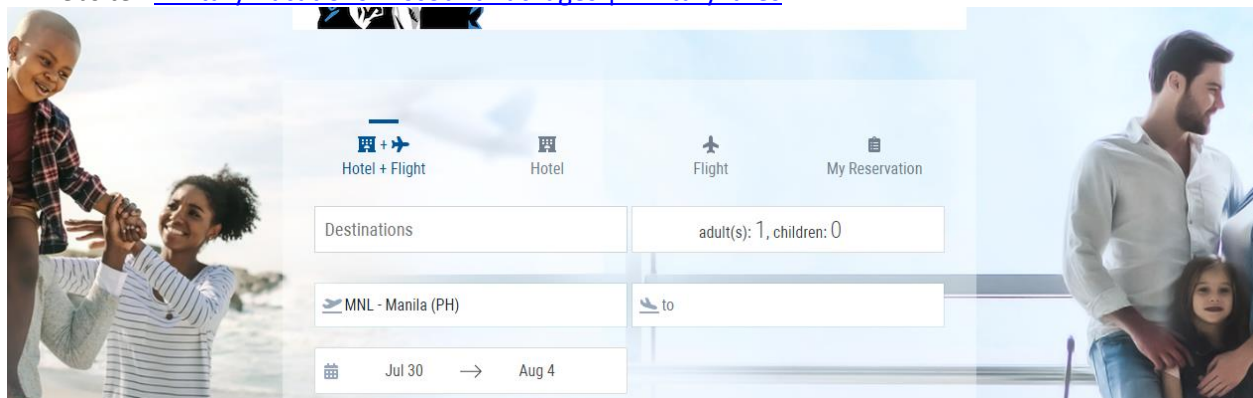 Hotel + Flight
Hotel
Flight
My Reservation
Destinations
adult(s): 1, children: 0
MNL - Manila (PH)
to
Jul 30 → Aug 4